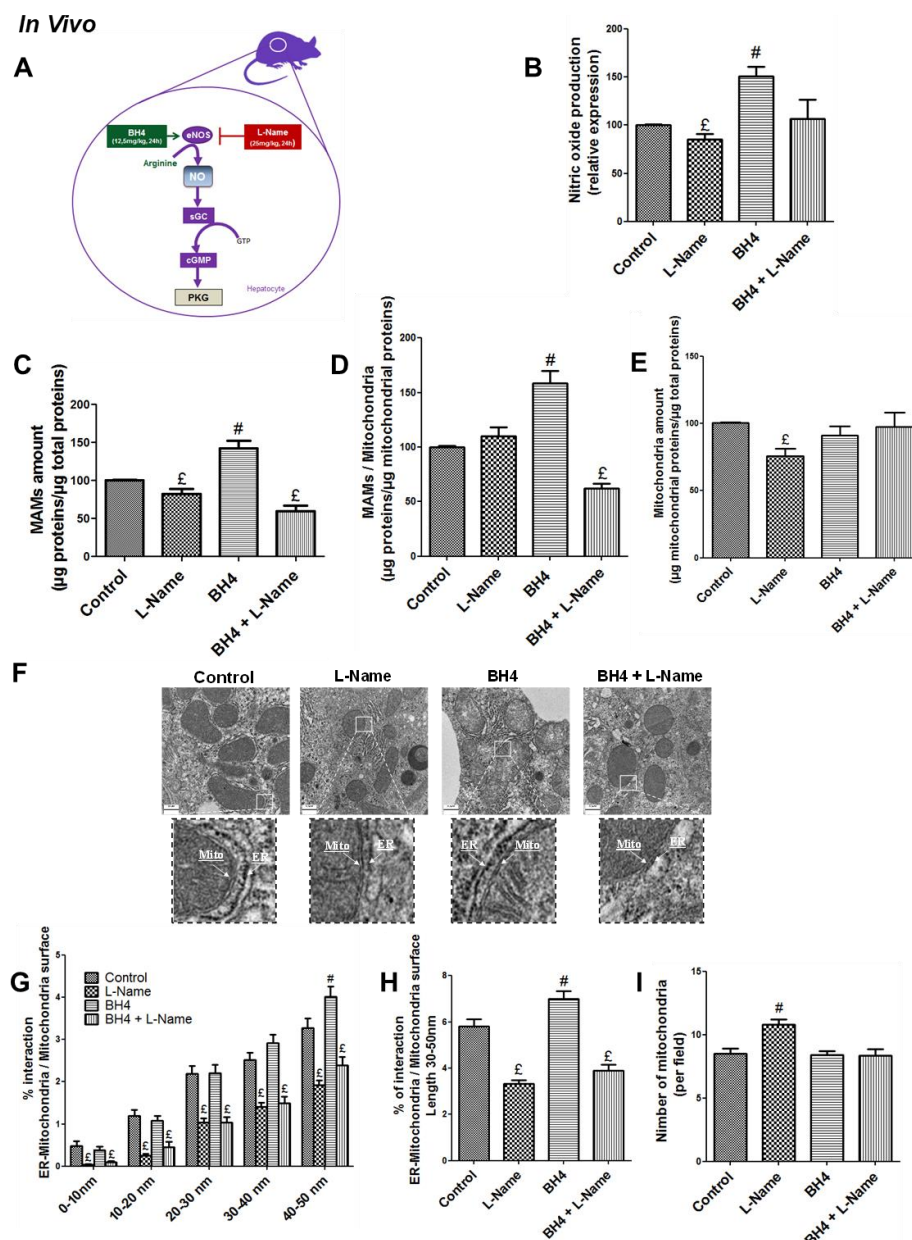 In Vivo
A
BH4
(12,5mg/kg, 24h)
eNOS
L-Name
(25mg/kg, 24h)
Arginine
NO
sGC
GTP
cGMP
PKG
Hepatocyte
B
Nitric oxide production
(relative expression)
200
150
100
50
0
#
£
Control
L-Name
BH4
BH4 + L-Name
C
MAMs amount
(µg proteins/µg total proteins)
200
150
100
50
0
£
#
£
Control
L-Name
BH4
BH4 + L-Name
D
MAMs / Mitochondria
(µg proteins/µg mitochondrial proteins)
200
150
100
50
0
#
£
Control
L-Name
BH4
BH4 + L-Name
E
Mitochondria amount
(µg mitochondrial proteins/µg total proteins)
150
100
50
0
£
Control
L-Name
BH4
BH4 + L-Name
F
Control
L-Name
BH4
BH4 + L-Name
Mito
ER
Mito
ER
ER
Mito
Mito
ER
G
% interaction
ER-Mitochondria / Mitochondria surface
5
4
3
2
1
0
Control
L-Name
BH4
BH4 + L-Name
£
£
£
£
£
£
£
£
#
£
£
0-10nm
10-20 nm
20-30 nm
30-40 nm
40-50 nm
H
% of interaction
ER-Mitochondria / Mitochondria surface
Length 30-50nm
8
6
4
2
0
£
#
£
Control
L-Name
BH4
BH4 + L-Name
I
Nimber of mitochondria
(per field)
15
10
5
0
#
Control
L-Name
BH4
BH4 + L-Name